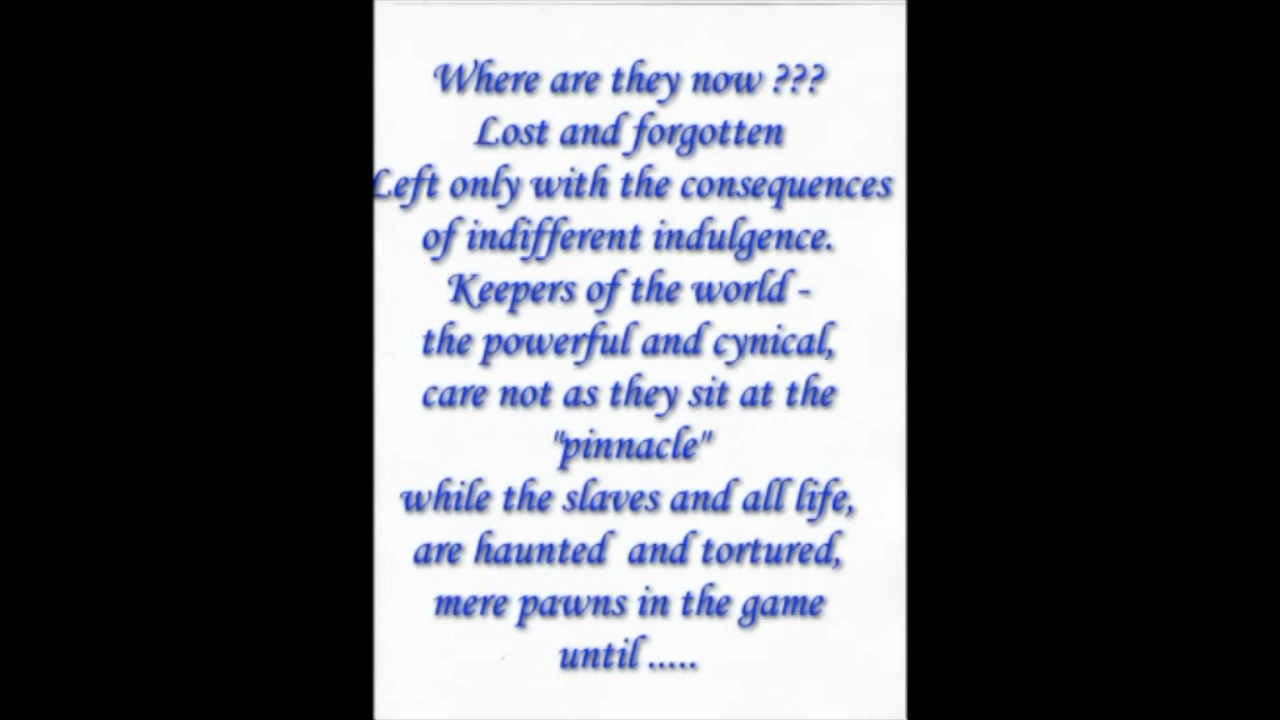 Where are they now ???
Lost and forgotten
Left only with the consequences
of indifferent indulgence.
Keepers of the world -
the powerful and cynical,
care not as they sit at the
"pinnacle"
while the slaves and all life,
are haunted  and tortured,
mere pawns in the game
until .....